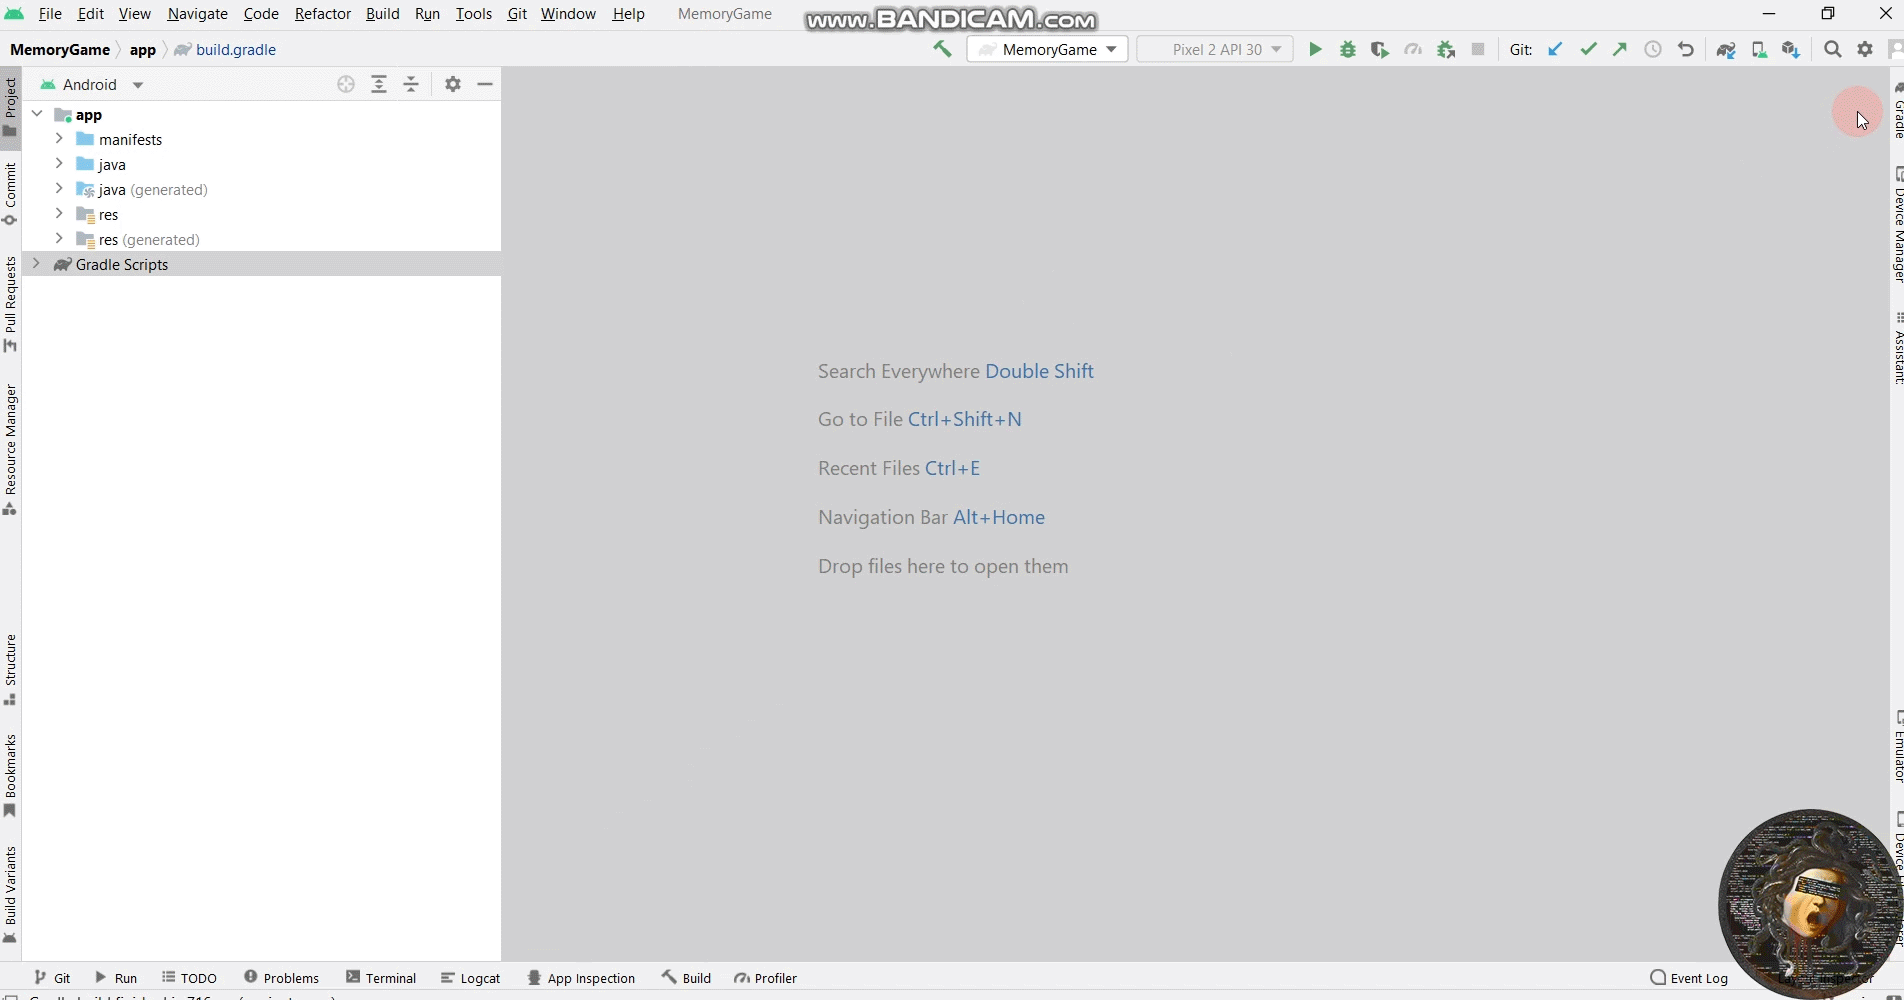 File Edit View Navigate Code Refactor Build Run Tools Git Window Help MemoryGame www.BANDICAM.com
MemoryGame app build.gradle MemoryGame Pixel 2 API 30 Git:
Android
app
manifests
java
java (generated)
res
res (generated)
Gradle Scripts
Project
Commit
Pull Requests
Resource Manager
Structure
Bookmarks
Build Variants
Search Everywhere Double Shift
Go to File Ctrl+Shift+N
Recent Files Ctrl+E
Navigation Bar Alt+Home
Drop files here to open them
Gradle
Device Manager
Assistant:
Emulator
Device
Git Run TODO Problems Terminal Logcat App Inspection Build Profiler Event Log